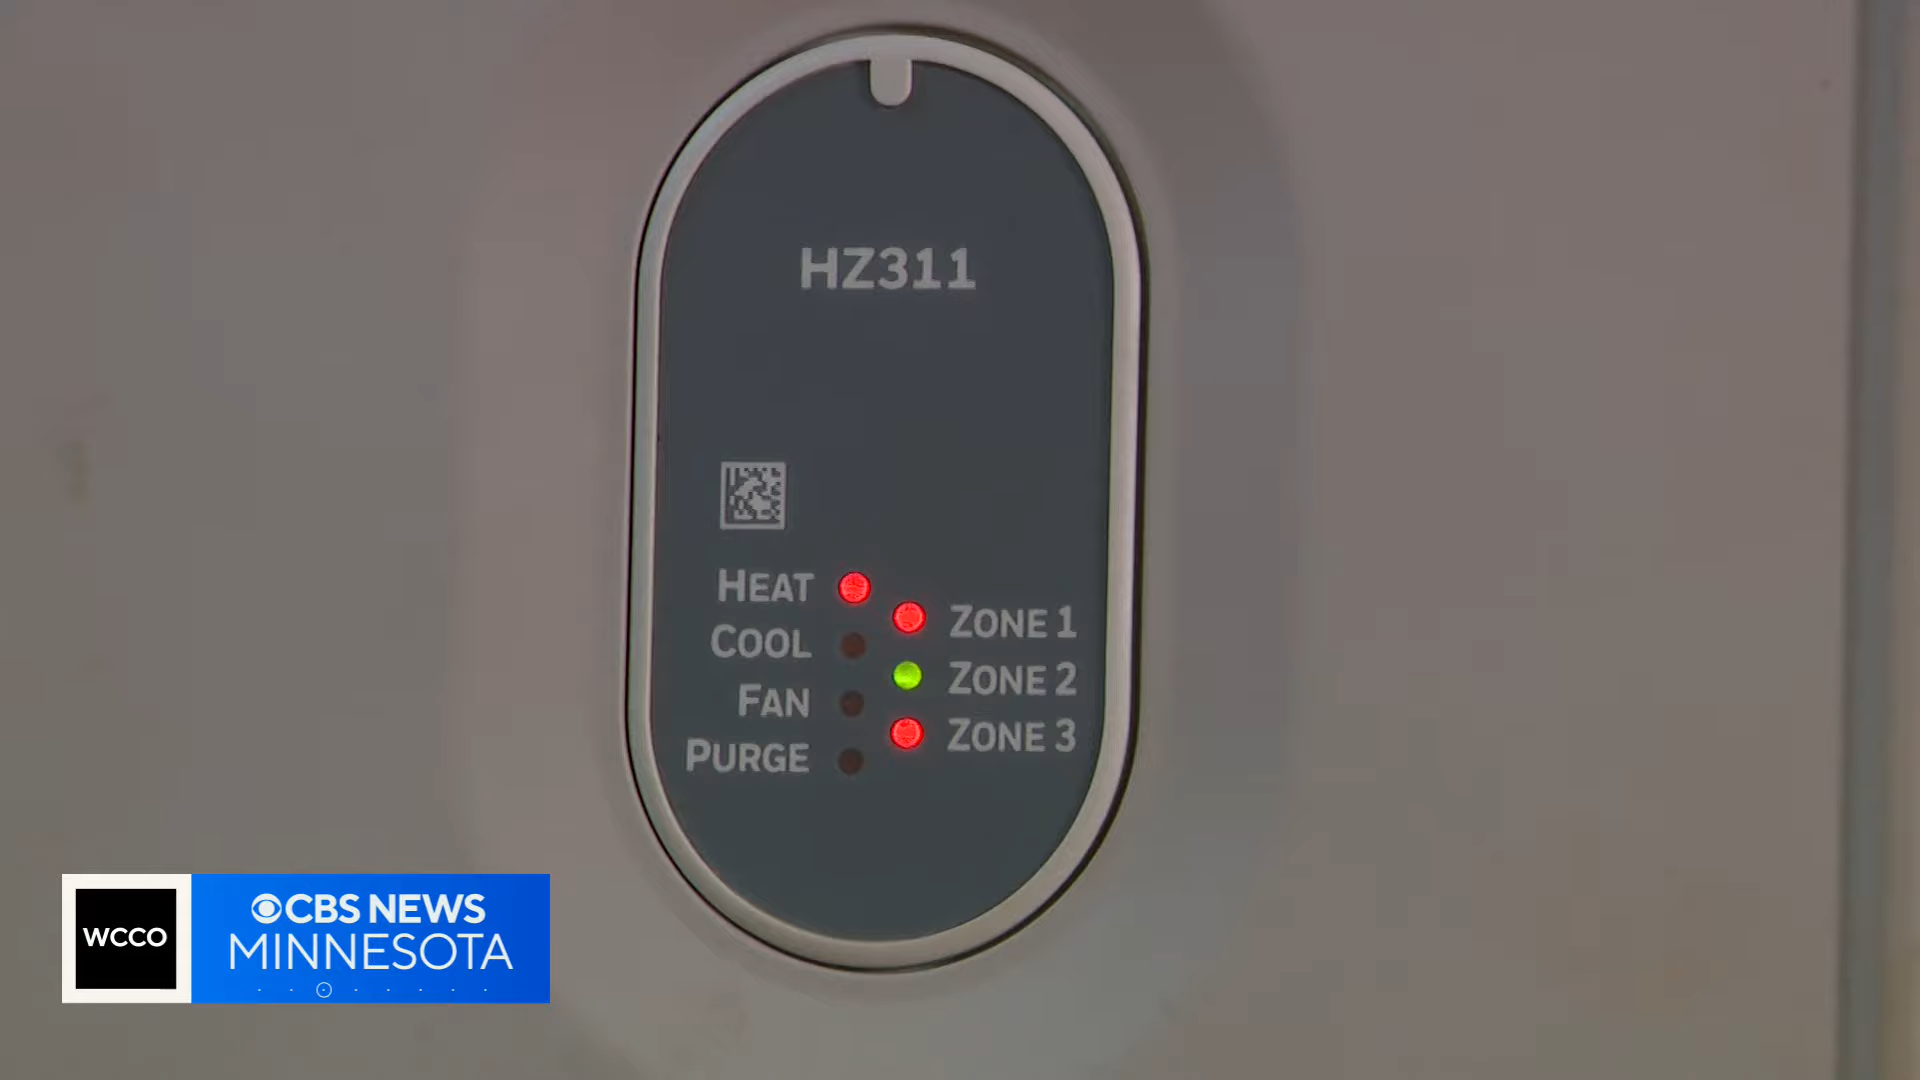 HZ311
HEAT
COOL
FAN
PURGE
ZONE 1
ZONE 2
ZONE 3
WCCO
CBS NEWS
MINNESOTA